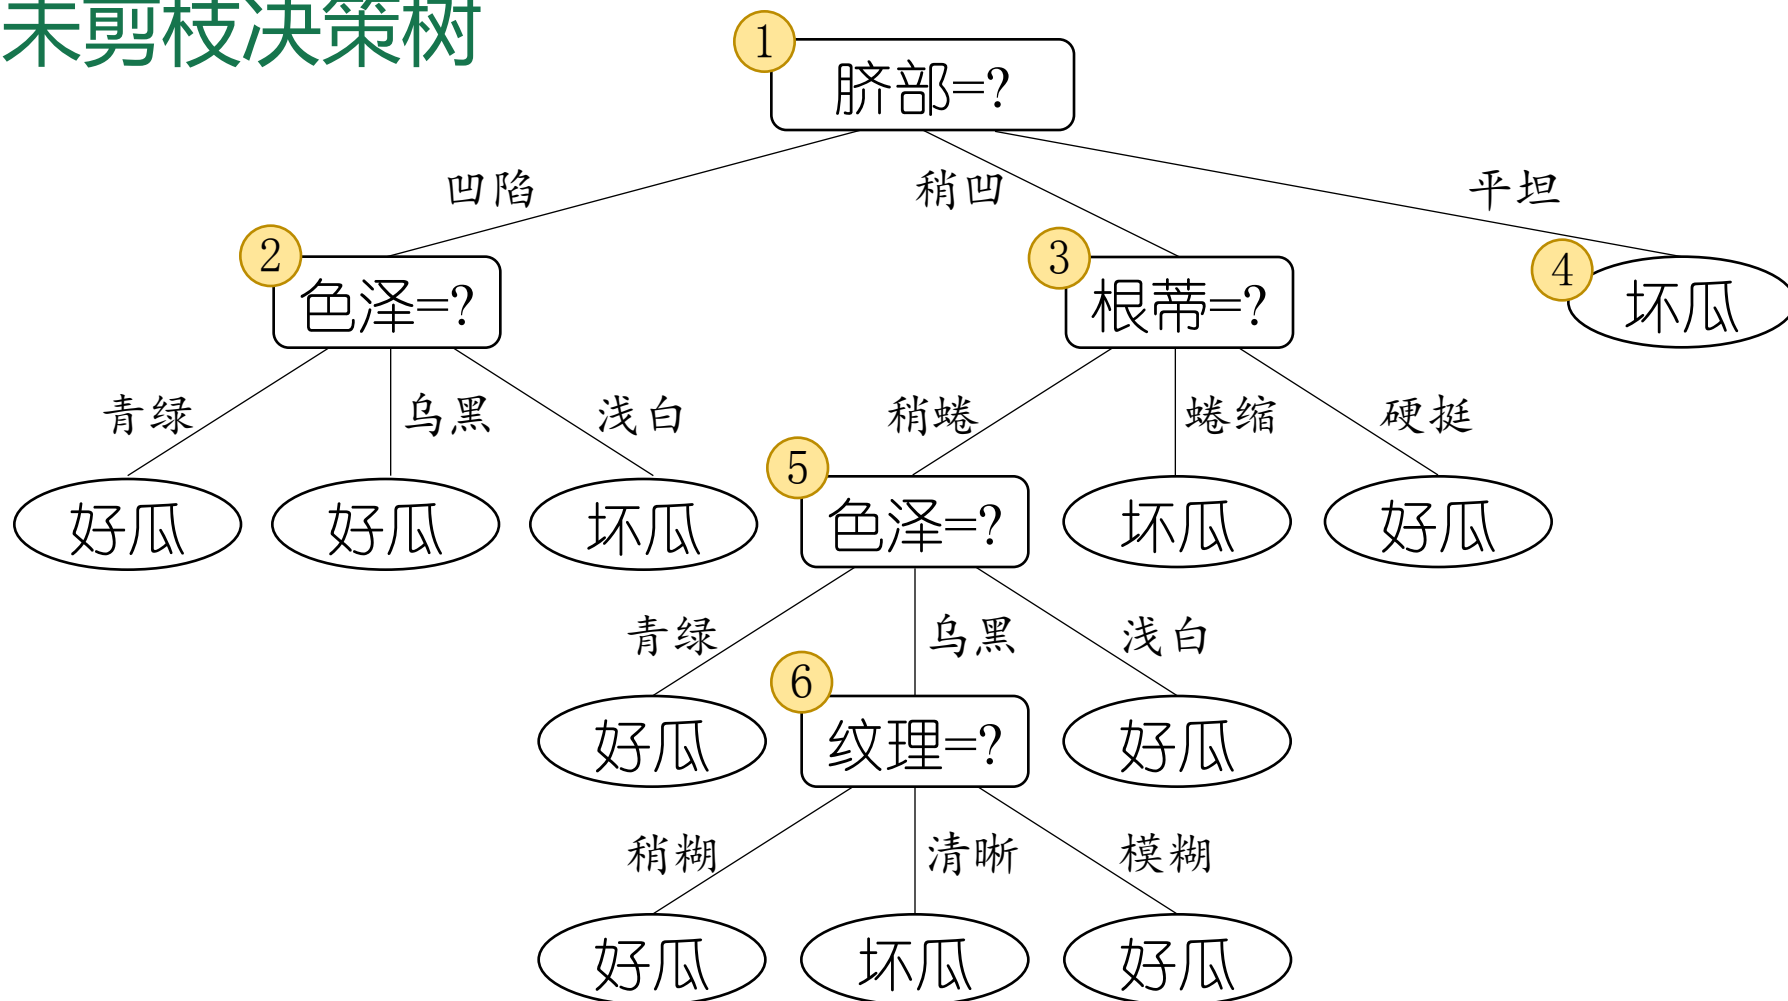 未剪枝决策树
1
脐部=?
凹陷
稍凹
平坦
2
色泽=?
3
根蒂=?
4
坏瓜
青绿
乌黑
浅白
稍蜷
蜷缩
硬挺
好瓜
好瓜
坏瓜
5
色泽=?
坏瓜
好瓜
青绿
乌黑
浅白
好瓜
6
纹理=?
好瓜
稍糊
清晰
模糊
好瓜
坏瓜
好瓜